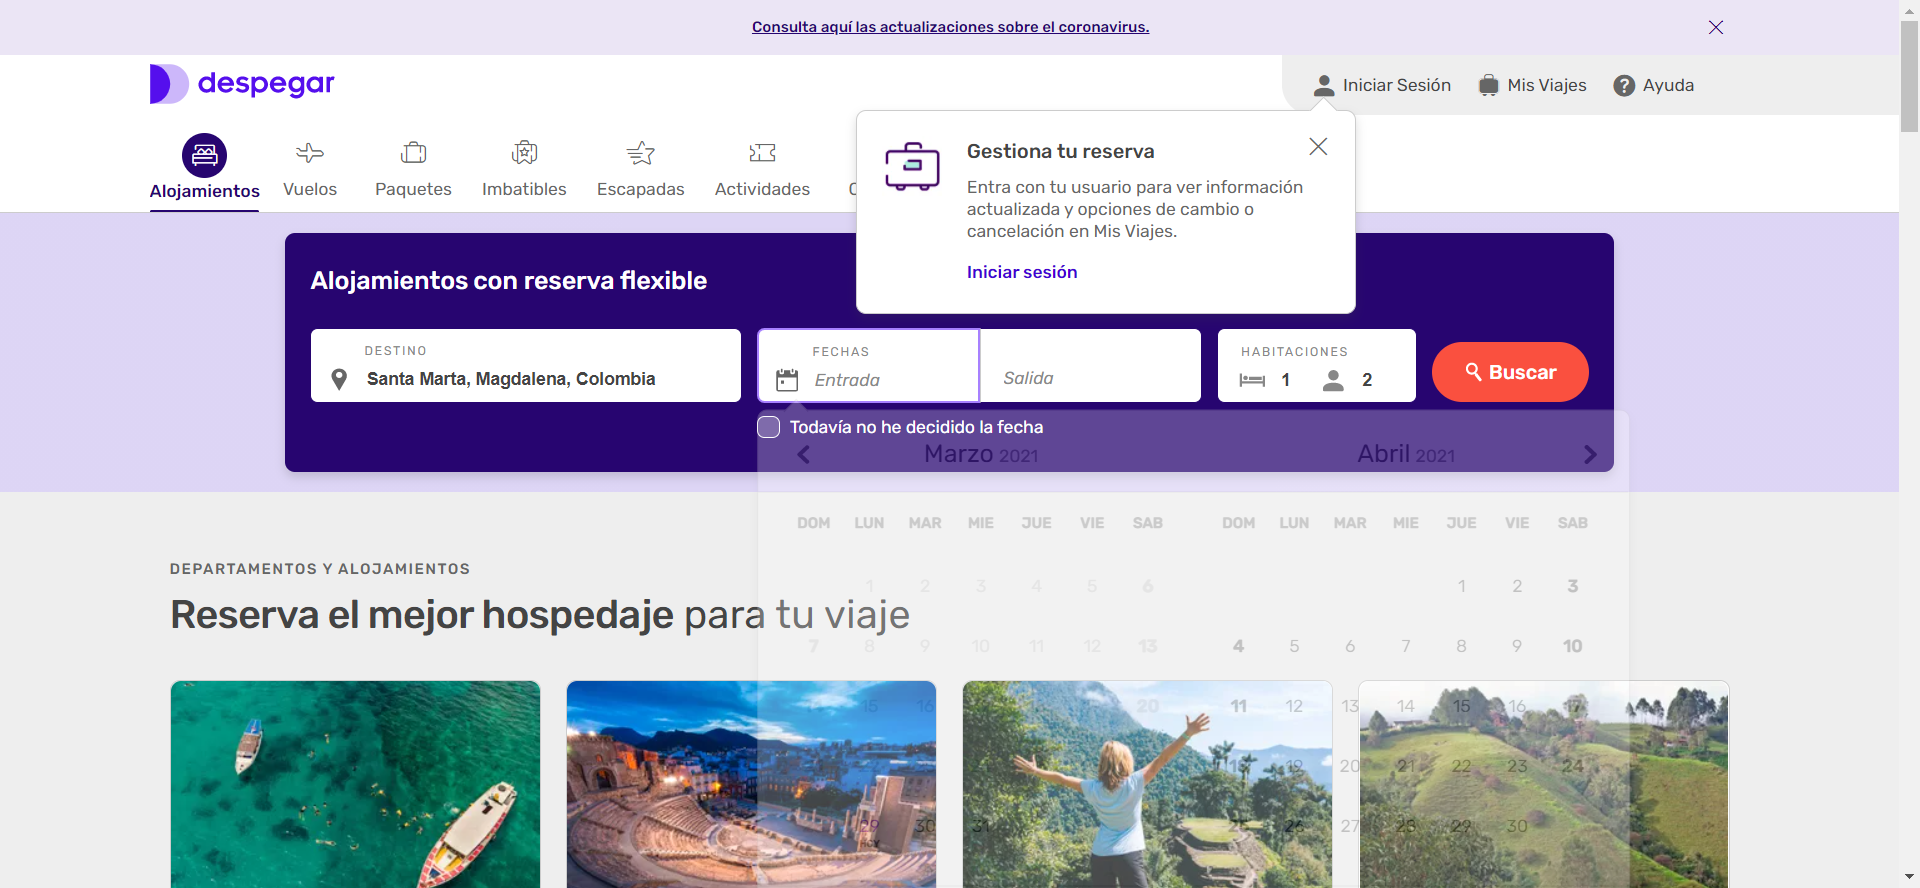 Consulta aquí las actualizaciones sobre el coronavirus.
despegar
Iniciar Sesión
Mis Viajes
? Ayuda
Alojamientos
Vuelos
Paquetes
Imbatibles
Escapadas
Actividades
Gestiona tu reserva
Entra con tu usuario para ver información
actualizada y opciones de cambio o
cancelación en Mis Viajes.
Iniciar sesión
Alojamientos con reserva flexible
DESTINO
Santa Marta, Magdalena, Colombia
FECHAS
Entrada
Salida
HABITACIONES
1 2
Buscar
Todavía no he decidido la fecha
Marzo 2021
Abril 2021
DOM LUN MAR MIE JUE VIE SAB
DOM LUN MAR MIE JUE VIE SAB
1 2 3 4 5 6
1 2 3
DEPARTAMENTOS Y ALOJAMIENTOS
Reserva el mejor hospedaje para tu viaje
7 8 9 10 11 12 13
4 5 6 7 8 9 10
15 16 20
11 12 13 14 15 16 17
19 20 21 22 23 24
29 30 31
25 26 27 28 29 30
HOY